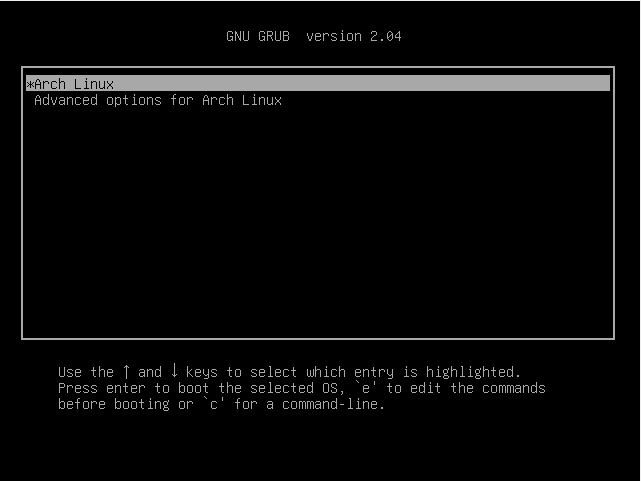 GNU GRUB  version 2.04
*Arch Linux
Advanced options for Arch Linux
Use the ↑ and ↓ keys to select which entry is highlighted.
Press enter to boot the selected OS, `e' to edit the commands
before booting or `c' for a command-line.